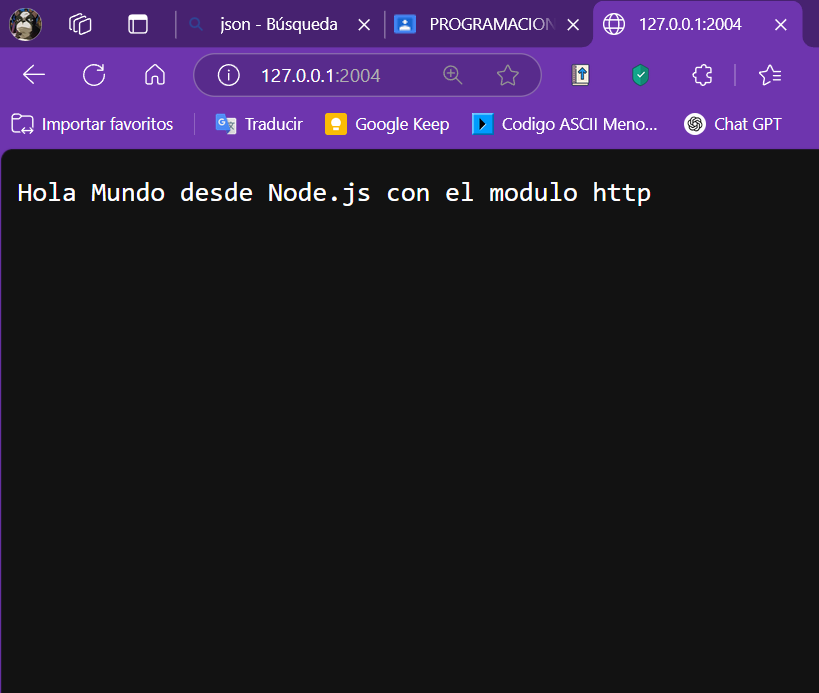 json - Búsqueda
PROGRAMACION
127.0.0.1:2004
127.0.0.1:2004
Importar favoritos
Traducir
Google Keep
Codigo ASCII Meno...
Chat GPT
Hola Mundo desde Node.js con el modulo http